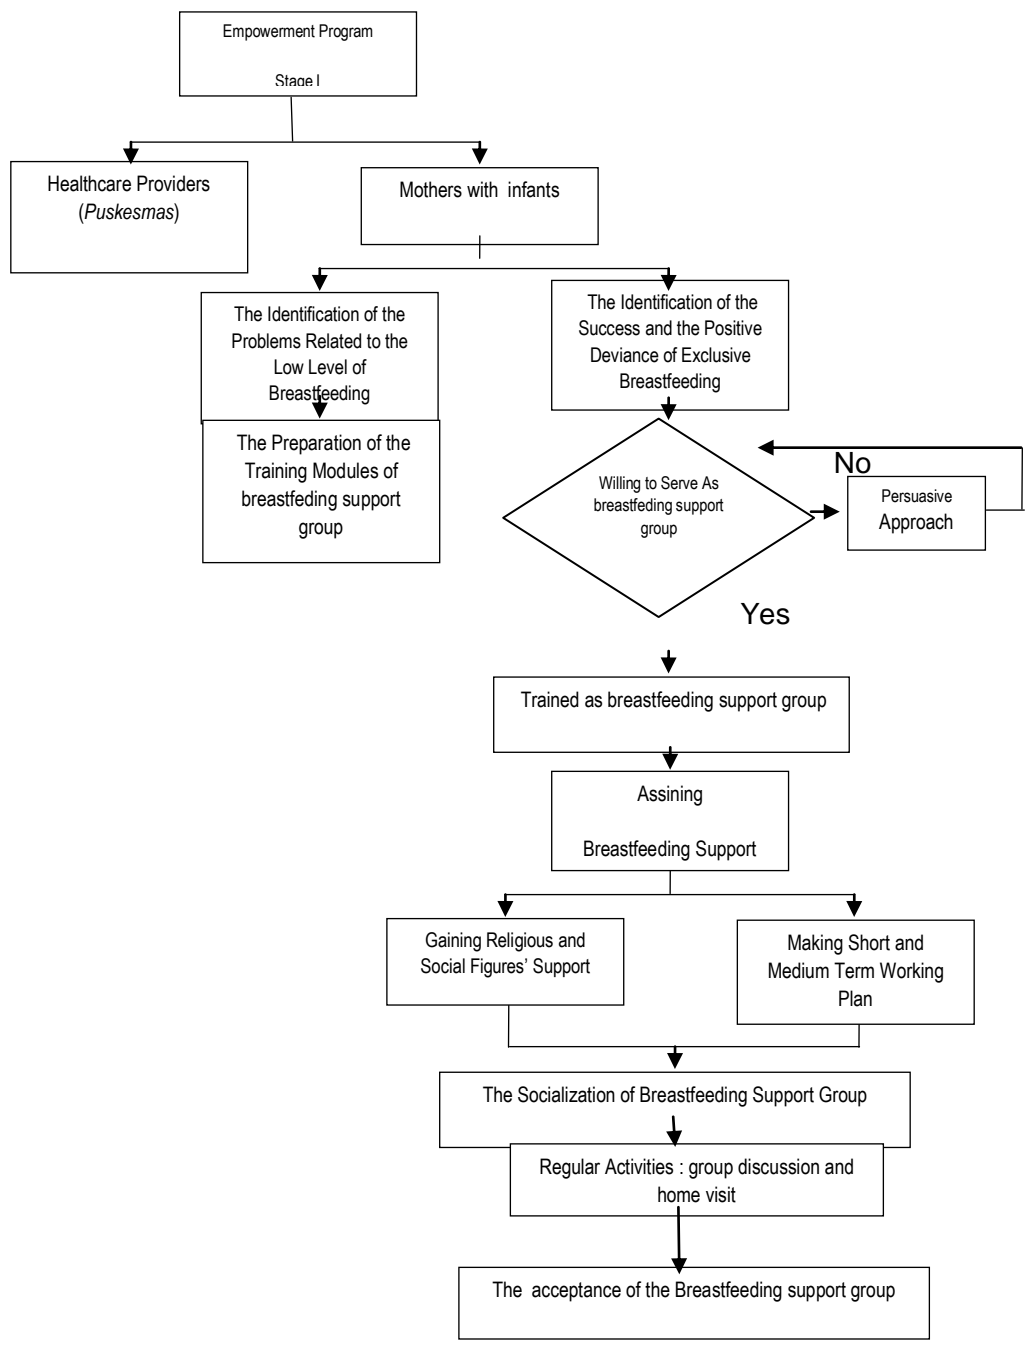 Empowerment Program
Stage I
Healthcare Providers
(Puskesmas)
Mothers with infants
The Identification of the
Problems Related to the
Low Level of
Breastfeeding
The Identification of the
Success and the Positive
Deviance of Exclusive
Breastfeeding
The Preparation of the
Training Modules of
breastfeding support
group
Willing to Serve As
breastfeding support
group
No
Persuasive
Approach
Yes
Trained as breastfeeding support group
Assining
Breastfeeding Support
Gaining Religious and
Social Figures’ Support
Making Short and
Medium Term Working
Plan
The Socialization of Breastfeeding Support Group
Regular Activities : group discussion and
home visit
The acceptance of the Breastfeeding support group